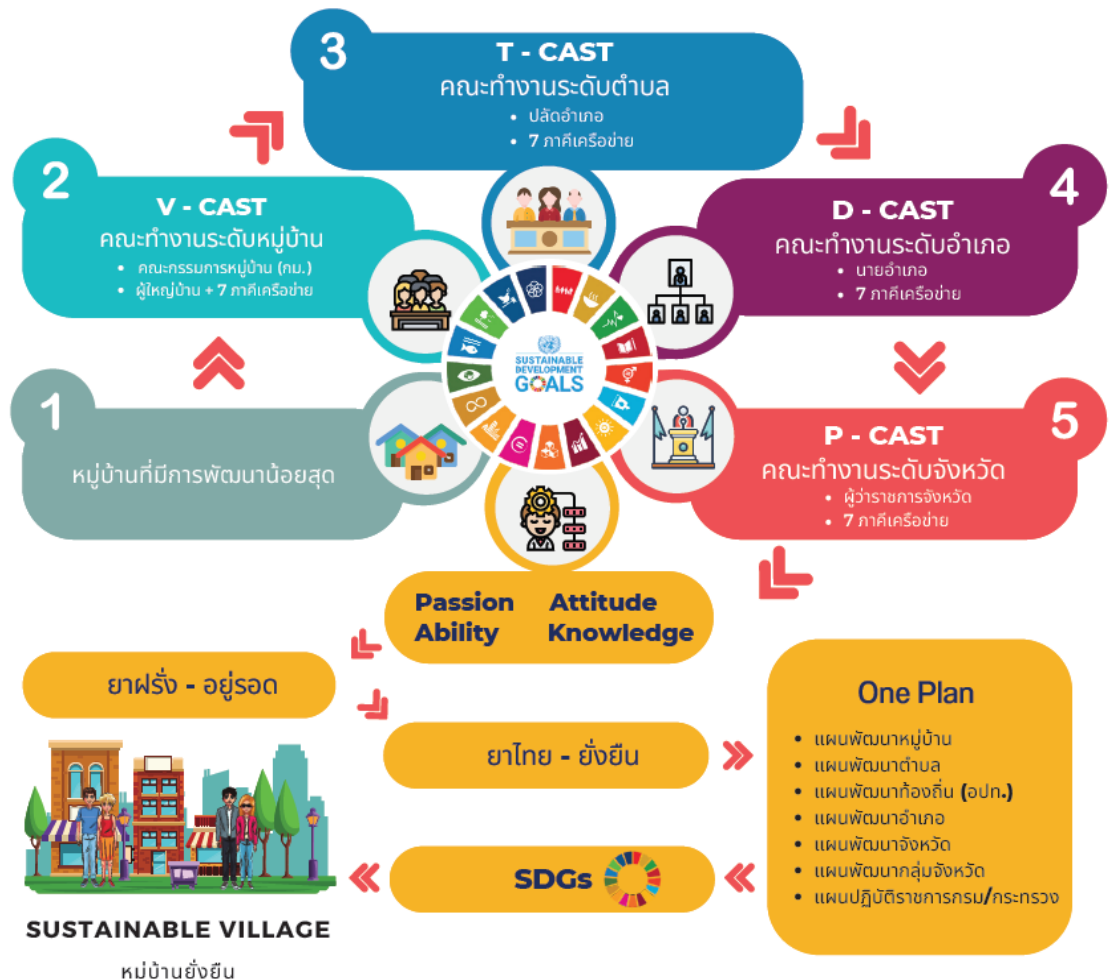 3
T - CAST
คณะทำงานระดับตำบล
• ปลัดอำเภอ
• 7 ภาคีเครือข่าย
2
V - CAST
คณะทำงานระดับหมู่บ้าน
• คณะกรรมการหมู่บ้าน (กม.)
• ผู้ใหญ่บ้าน + 7 ภาคีเครือข่าย
4
D - CAST
คณะทำงานระดับอำเภอ
• นายอำเภอ
• 7 ภาคีเครือข่าย
1
หมู่บ้านที่มีการพัฒนาน้อยสุด
SUSTAINABLE
DEVELOPMENT
GOALS
5
P - CAST
คณะทำงานระดับจังหวัด
• ผู้ว่าราชการจังหวัด
• 7 ภาคีเครือข่าย
Passion Attitude
Ability Knowledge
ยาฝรั่ง - อยู่รอด
ยาไทย - ยั่งยืน
One Plan
• แผนพัฒนาหมู่บ้าน
• แผนพัฒนาตำบล
• แผนพัฒนาท้องถิ่น (อปท.)
• แผนพัฒนาอำเภอ
• แผนพัฒนาจังหวัด
• แผนพัฒนากลุ่มจังหวัด
• แผนปฏิบัติราชการกรม/กระทรวง
SDGs
SUSTAINABLE VILLAGE
หมู่บ้านยั่งยืน